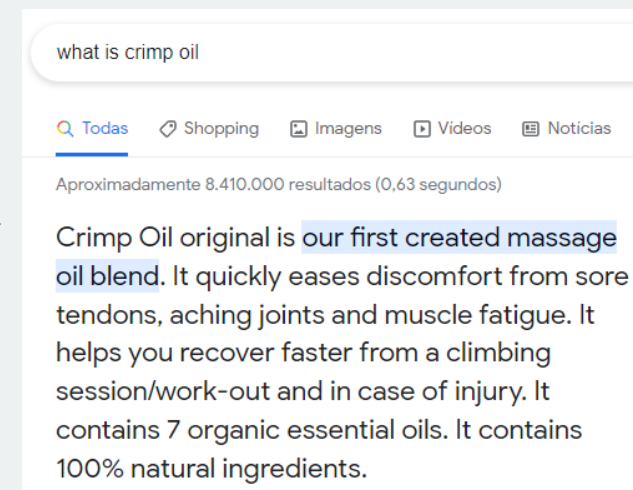 what is crimp oil
Todas Shopping Imagens Vídeos Notícias
Aproximadamente 8.410.000 resultados (0,63 segundos)
Crimp Oil original is our first created massage
oil blend. It quickly eases discomfort from sore
tendons, aching joints and muscle fatigue. It
helps you recover faster from a climbing
session/work-out and in case of injury. It
contains 7 organic essential oils. It contains
100% natural ingredients.